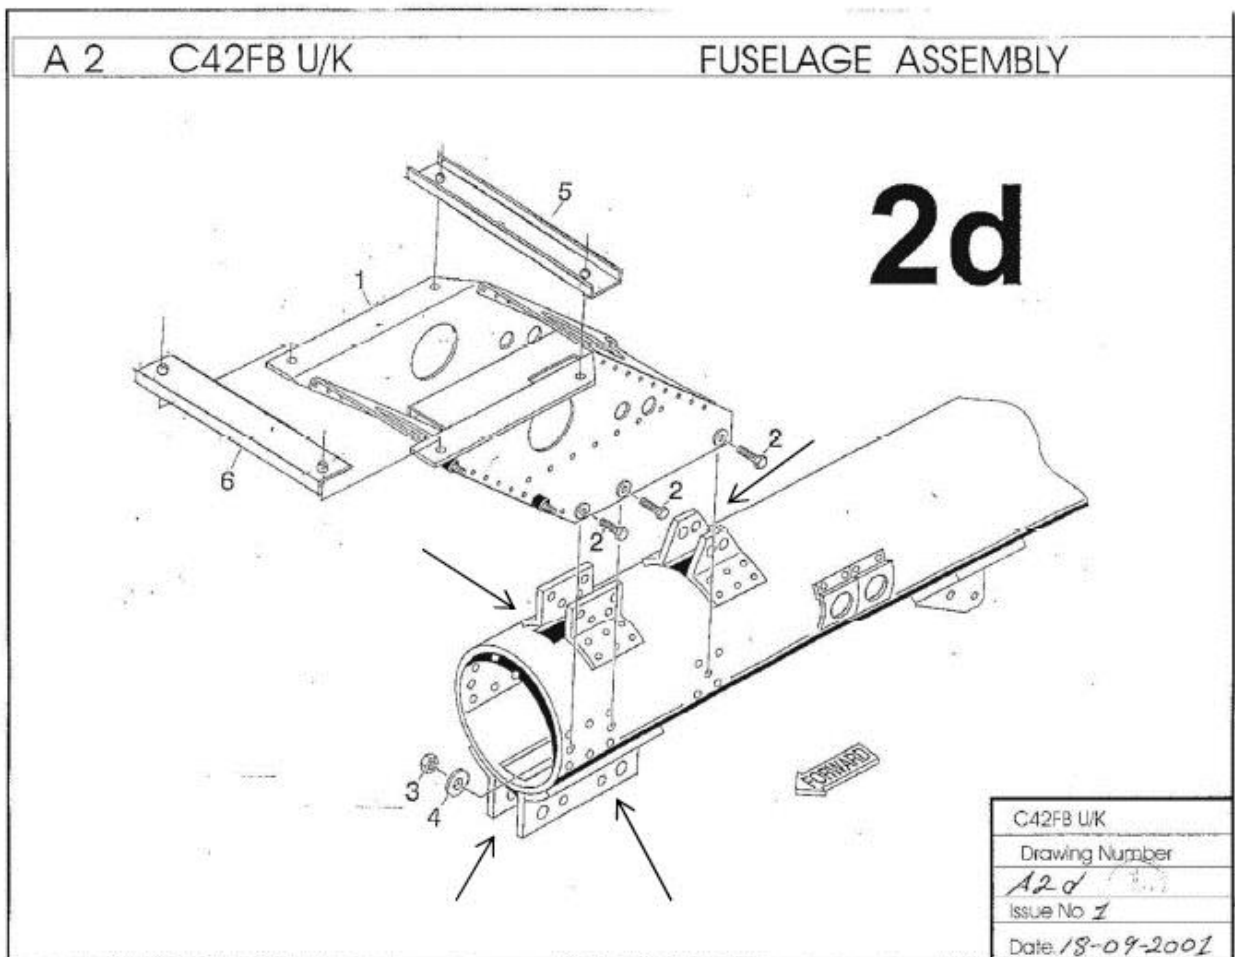 A 2 C42FB U/K FUSELAGE ASSEMBLY
2d
5
1
2
6
2
2
FORWARD
3
4
C42FB U/K
Drawing Number
A2d
Issue No 1
Date 18-09-2001